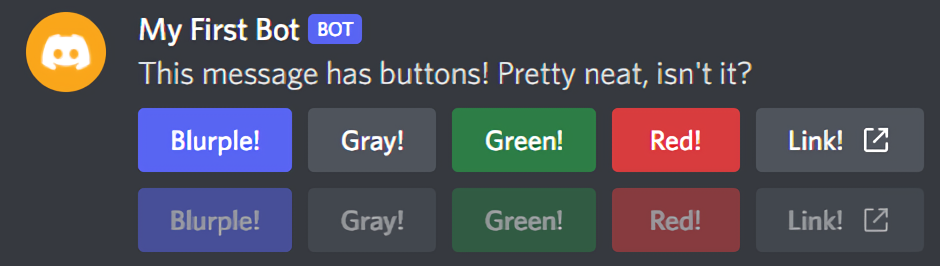 My First Bot BOT
This message has buttons! Pretty neat, isn't it?
Blurple! Gray! Green! Red! Link!
Blurple! Gray! Green! Red! Link!